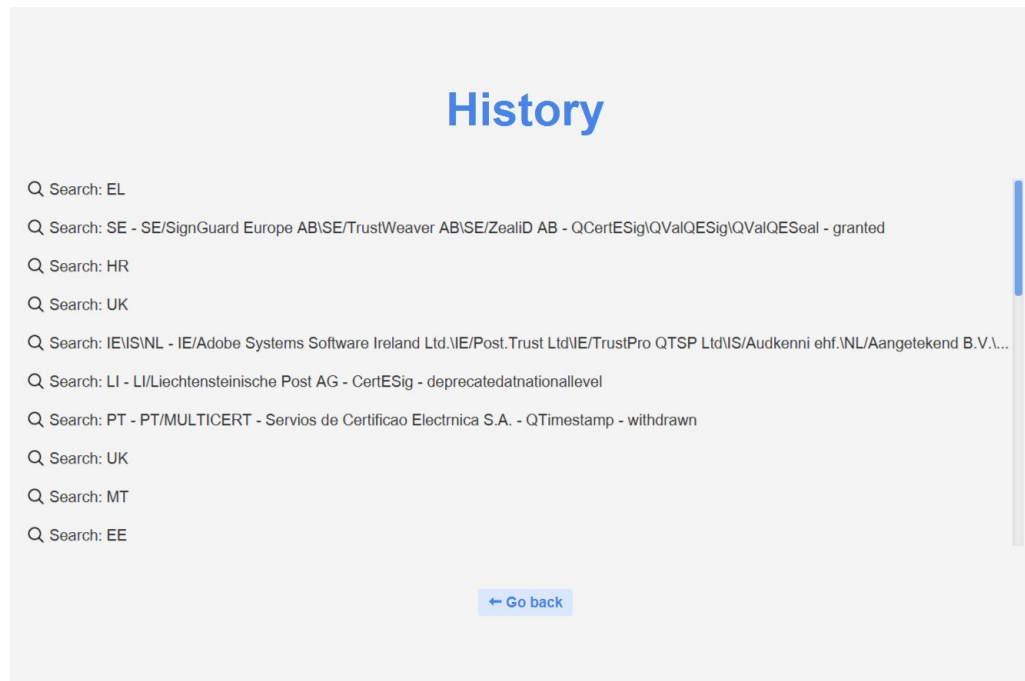 History
Search: EL
Search: SE - SE/SignGuard Europe AB\SE/TrustWeaver AB\SE/ZealiD AB - QCertESig\QValQESig\QValQESeal - granted
Search: HR
Search: UK
Search: IE\IS\NL - IE/Adobe Systems Software Ireland Ltd.\IE/Post.Trust Ltd\IE/TrustPro QTSP Ltd\IS/Audkenni ehf.\NL/Aangetekend B.V.\...
Search: LI - LI/Liechtensteinische Post AG - CertESig - deprecatedatnationallevel
Search: PT - PT/MULTICERT - Servios de Certificao Electrnica S.A. - QTimestamp - withdrawn
Search: UK
Search: MT
Search: EE
← Go back